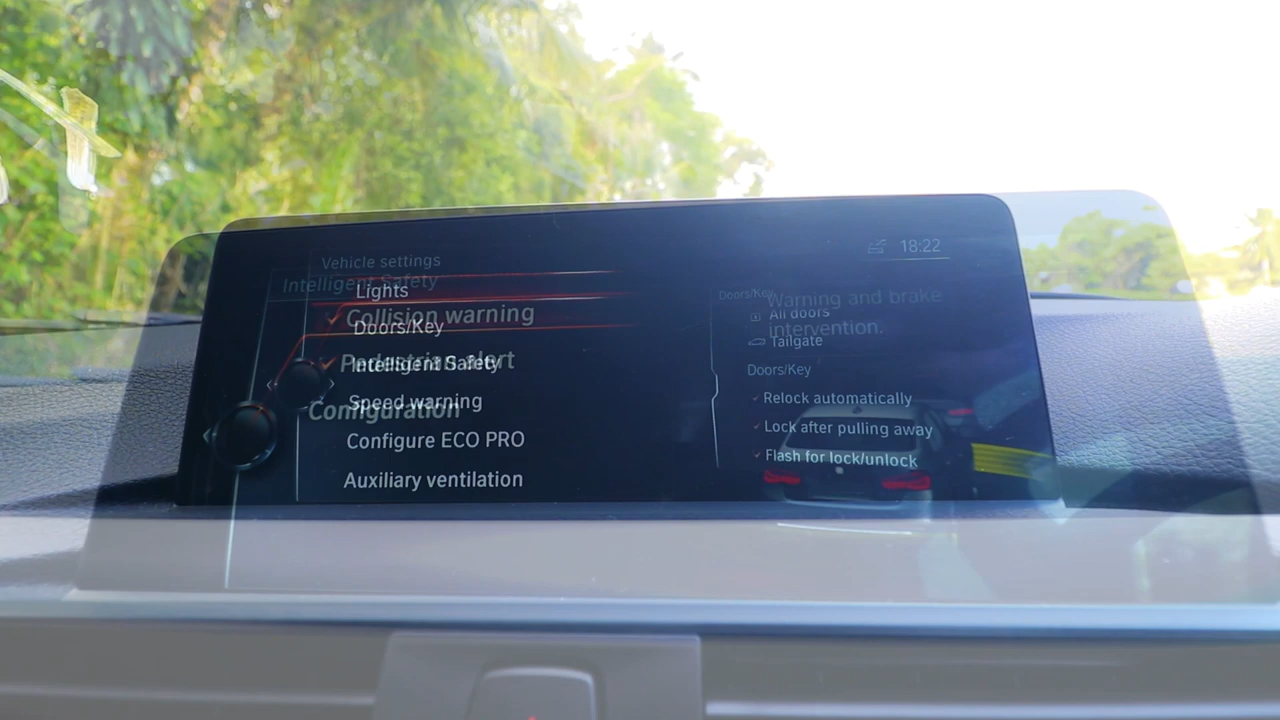 18:22
Vehicle settings
Intelligent Safety
Lights
Collision warning
Doors/Key
Pedestrian alert
Intelligent Safety
Speed warning
Configuration
Configure ECO PRO
Auxiliary ventilation
Doors/Key
Warning and brake
intervention.
All doors
Tailgate
Doors/Key
Relock automatically
Lock after pulling away
Flash for lock/unlock